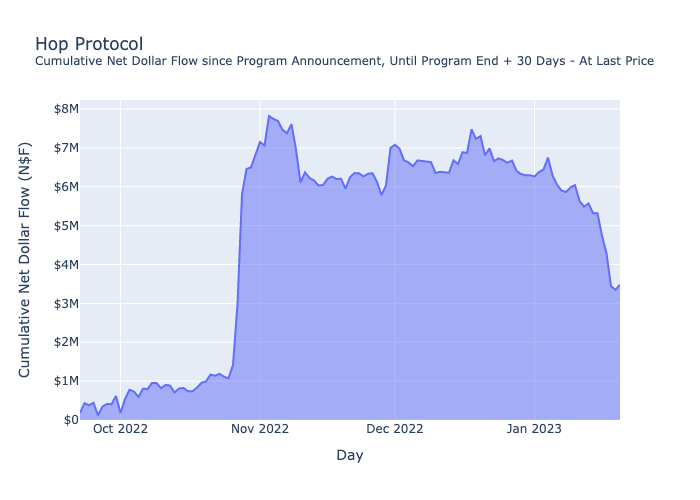 Hop Protocol
Cumulative Net Dollar Flow since Program Announcement, Until Program End + 30 Days - At Last Price
Cumulative Net Dollar Flow (N$F)
$8M
$7M
$6M
$5M
$4M
$3M
$2M
$1M
$0
Oct 2022
Nov 2022
Dec 2022
Jan 2023
Day